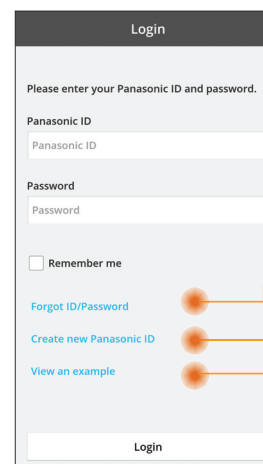 Login
Please enter your Panasonic ID and password.
Panasonic ID
Panasonic ID
Password
Password
Remember me
Forgot ID/Password
Create new Panasonic ID
View an example
Login